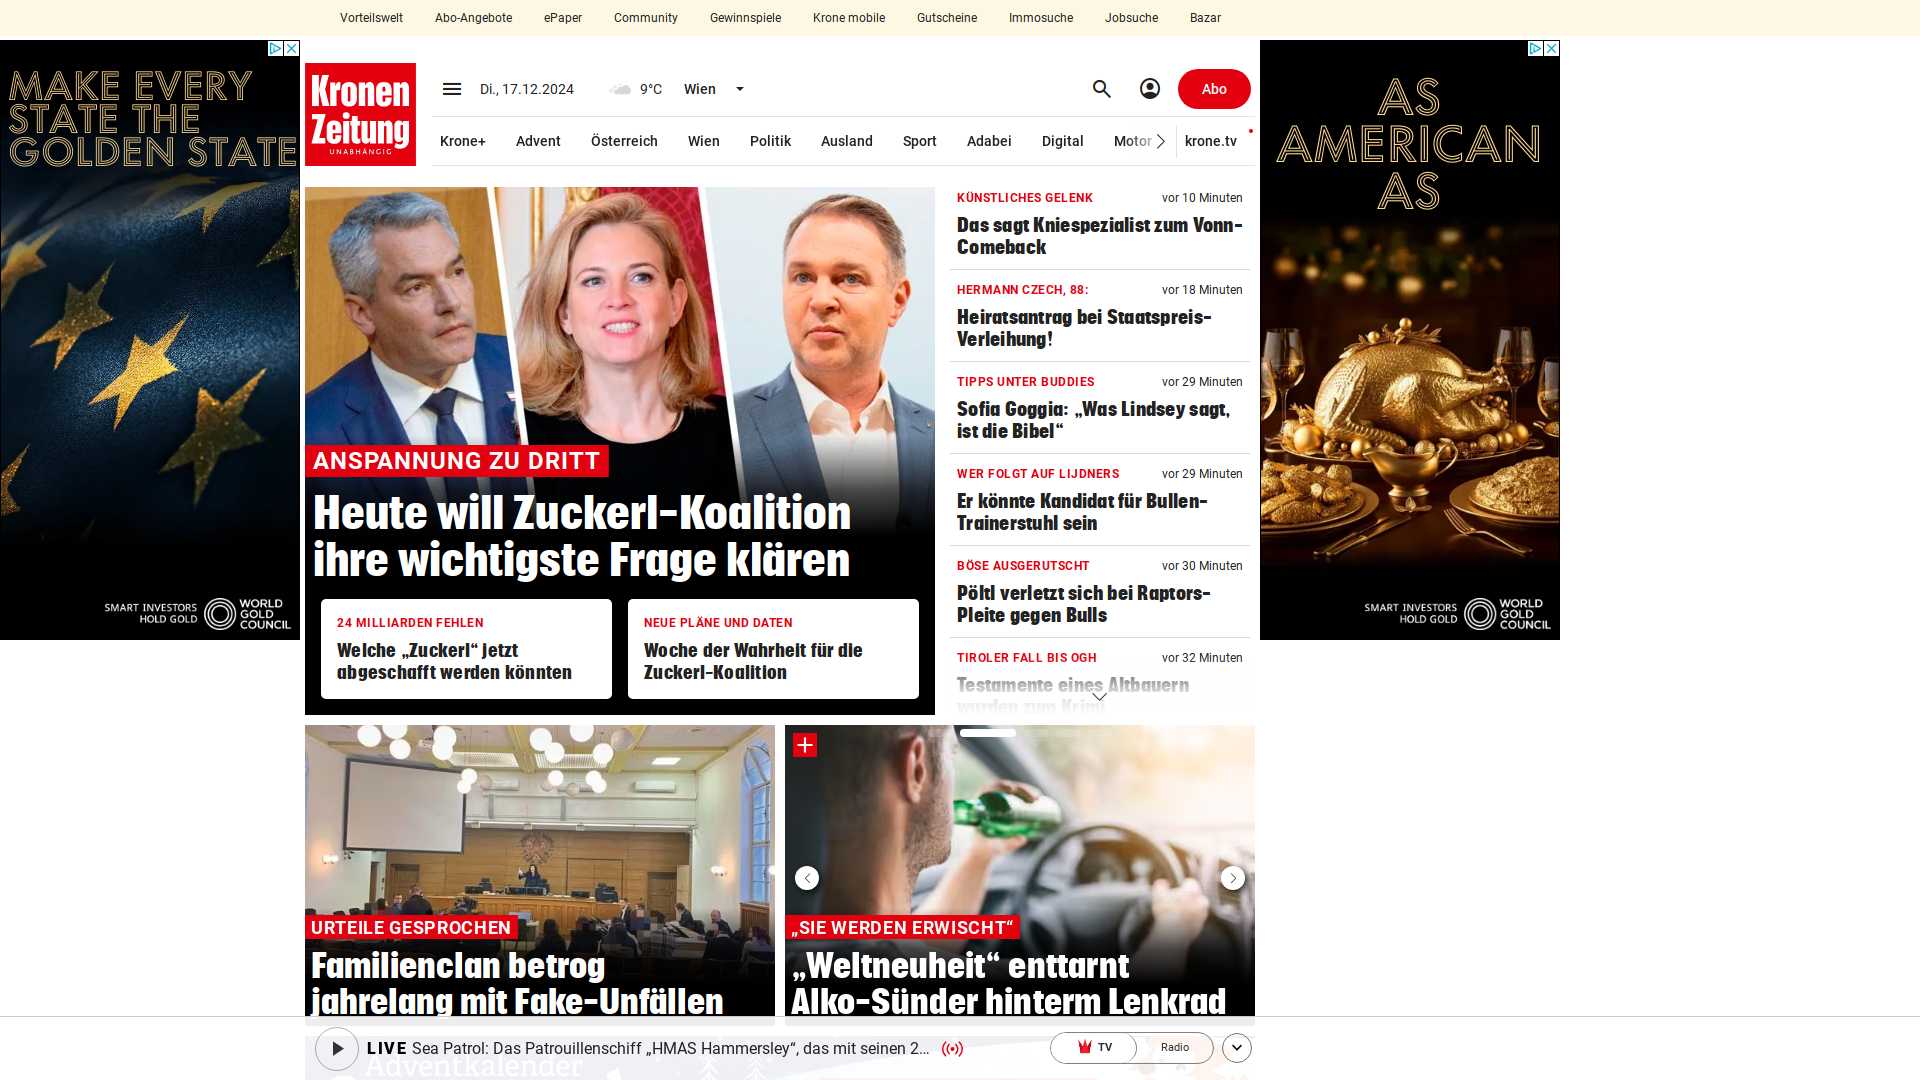 Vorteilswelt Abo-Angebote ePaper Community Gewinnspiele Krone mobile Gutscheine Immosuche Jobsuche Bazar
MAKE EVERY
STATE THE
GOLDEN STATE
SMART INVESTORS
HOLD GOLD
WORLD
GOLD
COUNCIL
Kronen
Zeitung
UNABHÄNGIG
Di., 17.12.2024 9°C Wien Abo
Krone+ Advent Österreich Wien Politik Ausland Sport Adabei Digital Motor krone.tv
ANSPANNUNG ZU DRITT
Heute will Zuckerl-Koalition
ihre wichtigste Frage klären
24 MILLIARDEN FEHLEN
Welche „Zuckerl“ jetzt
abgeschafft werden könnten
NEUE PLÄNE UND DATEN
Woche der Wahrheit für die
Zuckerl-Koalition
KÜNSTLICHES GELENK vor 10 Minuten
Das sagt Kniespezialist zum Vonn-
Comeback
HERMANN CZECH, 88: vor 18 Minuten
Heiratsantrag bei Staatspreis-
Verleihung!
TIPPS UNTER BUDDIES vor 29 Minuten
Sofia Goggia: „Was Lindsey sagt,
ist die Bibel“
WER FOLGT AUF LIJDNERS vor 29 Minuten
Er könnte Kandidat für Bullen-
Trainerstuhl sein
BÖSE AUSGERUTSCHT vor 30 Minuten
Pöltl verletzt sich bei Raptors-
Pleite gegen Bulls
TIROLER FALL BIS OGH vor 32 Minuten
Testamente eines Altbauern
wurden zum Krimi
AS
AMERICAN
AS
SMART INVESTORS
HOLD GOLD
WORLD
GOLD
COUNCIL
URTEILE GESPROCHEN
Familienclan betrog
jahrelang mit Fake-Unfällen
„SIE WERDEN ERWISCHT“
„Weltneuheit“ enttarnt
Alko-Sünder hinterm Lenkrad
LIVE Sea Patrol: Das Patrouillenschiff „HMAS Hammersley“, das mit seinen 2... TV Radio
Adventkalender